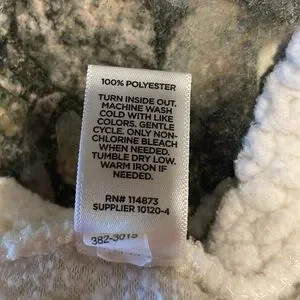 100% POLYESTER
TURN INSIDE OUT.
MACHINE WASH
COLD WITH LIKE
COLORS. GENTLE
CYCLE. ONLY NON-
CHLORINE BLEACH
WHEN NEEDED.
TUMBLE DRY LOW.
WARM IRON IF
NEEDED.
RN# 114873
SUPPLIER 10120-4